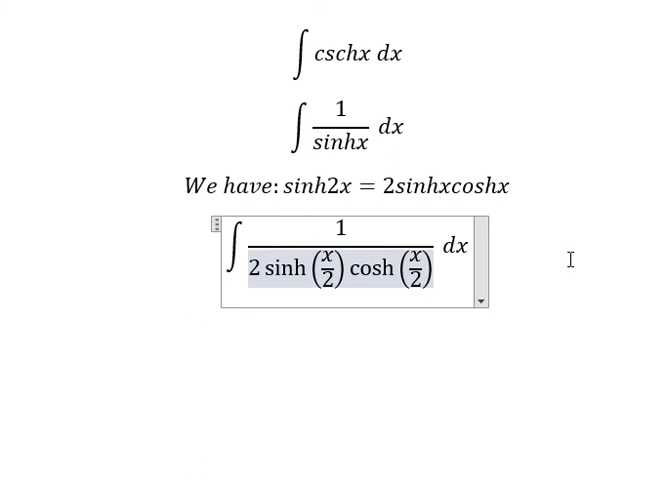 ∫ cschx dx
∫ 1/sinhx dx
We have: sinh2x = 2sinhxcoshx
∫ 1/(2 sinh (x/2) cosh (x/2)) dx